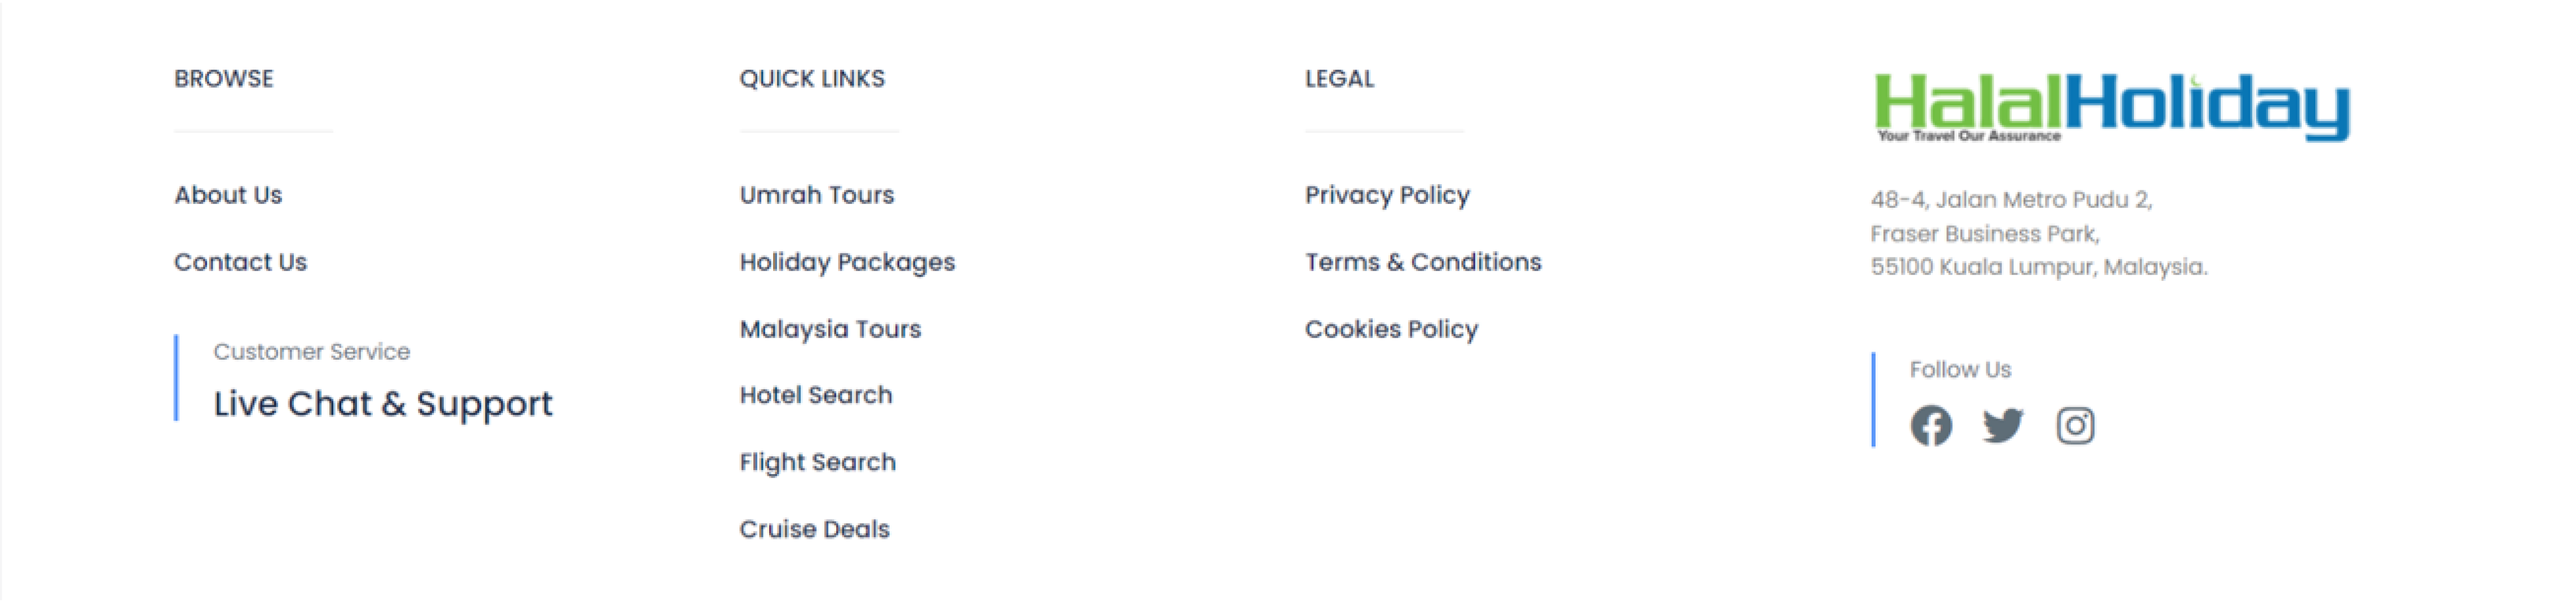 BROWSE
About Us
Contact Us
Customer Service
Live Chat & Support
QUICK LINKS
Umrah Tours
Holiday Packages
Malaysia Tours
Hotel Search
Flight Search
Cruise Deals
LEGAL
Privacy Policy
Terms & Conditions
Cookies Policy
HalalHoliday
Your Travel Our Assurance
48-4, Jalan Metro Pudu 2,
Fraser Business Park,
55100 Kuala Lumpur, Malaysia.
Follow Us